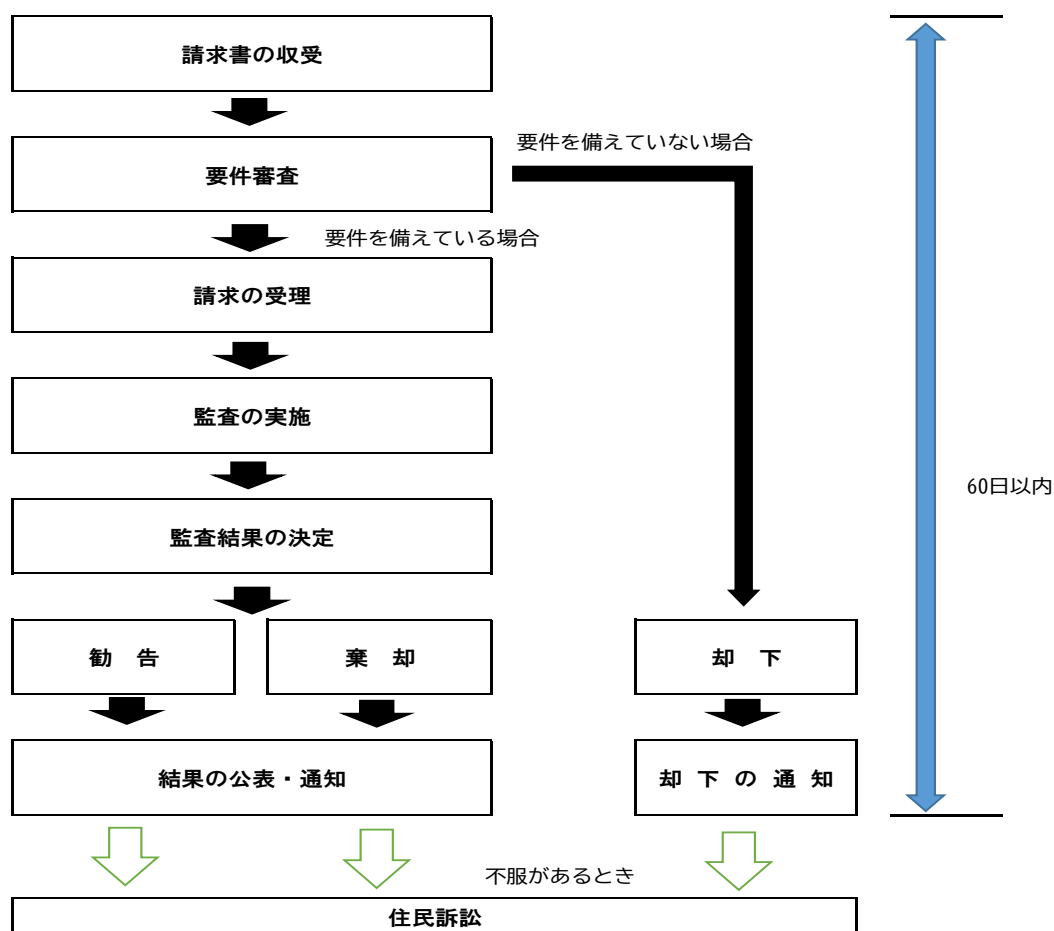 請求書の収受
要件を備えていない場合
要件審査
要件を備えている場合
請求の受理
監査の実施
60日以内
監査結果の決定
勧　告
棄　却
却　下
結果の公表・通知
却 下 の 通 知
不服があるとき
住民訴訟